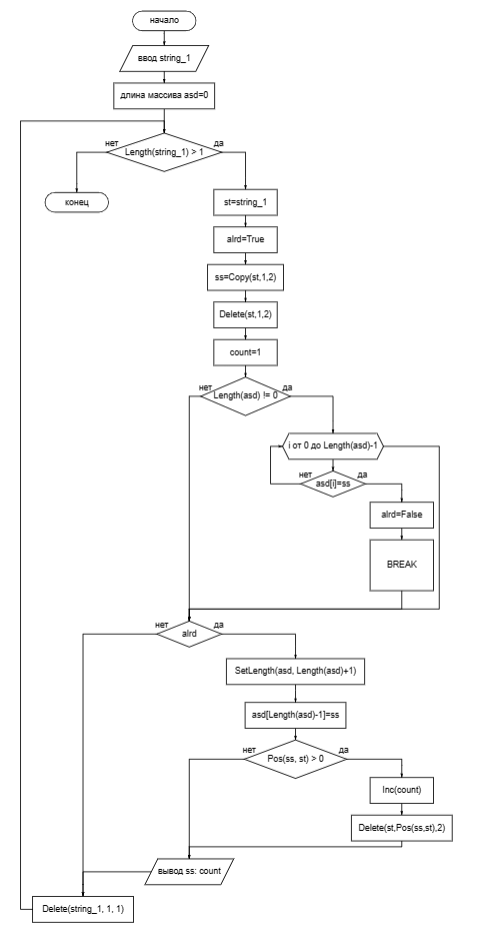 начало
ввод string_1
длина массива asd=0
нет
да
Length(string_1) > 1
конец
st=string_1
alrd=True
ss=Copy(st,1,2)
Delete(st,1,2)
count=1
нет
да
Length(asd) != 0
i от 0 до Length(asd)-1
нет
да
asd[i]=ss
alrd=False
BREAK
нет
да
alrd
SetLength(asd, Length(asd)+1)
asd[Length(asd)-1]=ss
нет
да
Pos(ss, st) > 0
Inc(count)
Delete(st,Pos(ss,st),2)
вывод ss: count
Delete(string_1, 1, 1)